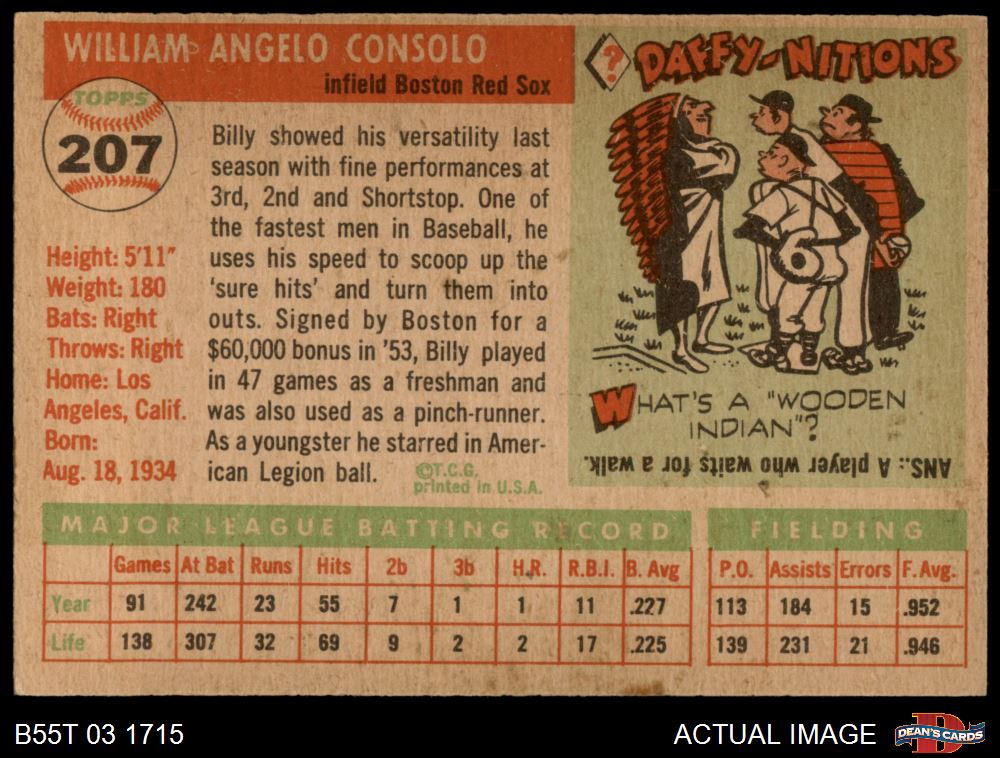 WILLIAM ANGELO CONSOLO
infield Boston Red Sox
TOPPS
207
Height: 5'11"
Weight: 180
Bats: Right
Throws: Right
Home: Los
Angeles, Calif.
Born:
Aug. 18, 1934
Billy showed his versatility last
season with fine performances at
3rd, 2nd and Shortstop. One of
the fastest men in Baseball, he
uses his speed to scoop up the
'sure hits' and turn them into
outs. Signed by Boston for a
$60,000 bonus in '53, Billy played
in 47 games as a freshman and
was also used as a pinch-runner.
As a youngster he starred in Amer-
ican Legion ball.
©T.C.G.
printed in U.S.A.
?
DAFFY-NITIONS
6
WHAT'S A "WOODEN
INDIAN"?
ANS.: A player who waits for a walk.
MAJOR LEAGUE BATTING RECORD
Games At Bat Runs Hits 2b 3b H.R. R.B.I. B. Avg
Year 91 242 23 55 7 1 1 11 .227
Life 138 307 32 69 9 2 2 17 .225
FIELDING
P.O. Assists Errors F. Avg.
113 184 15 .952
139 231 21 .946
B55T 03 1715
ACTUAL IMAGE
D
DEAN'S CARDS